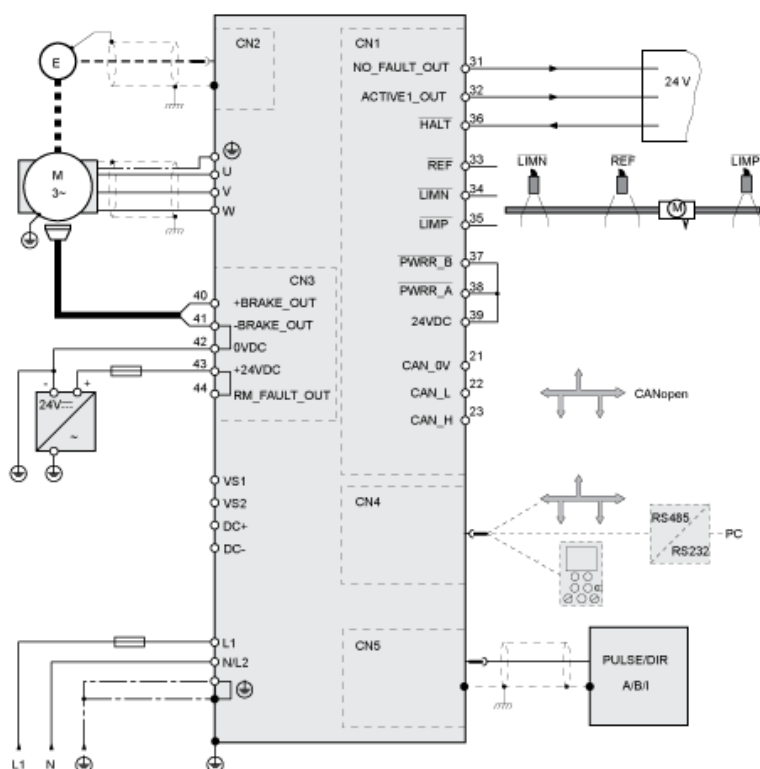 CN2
E
M
3~
U
V
W
CN3
40
+BRAKE_OUT
41
-BRAKE_OUT
42
0VDC
43
+24VDC
44
RM_FAULT_OUT
- +
24V
~
VS1
VS2
DC+
DC-
L1
N/L2
L1 N
CN1
NO_FAULT_OUT 31
ACTIVE1_OUT 32
HALT 36
24 V
REF 33
LIMN 34
LIMP 35
LIMN REF LIMP
M
PWRR_B 37
PWRR_A 38
24VDC 39
CAN_0V 21
CAN_L 22
CAN_H 23
CANopen
CN4
RS485
RS232
PC
CN5
PULSE/DIR
A/B/I